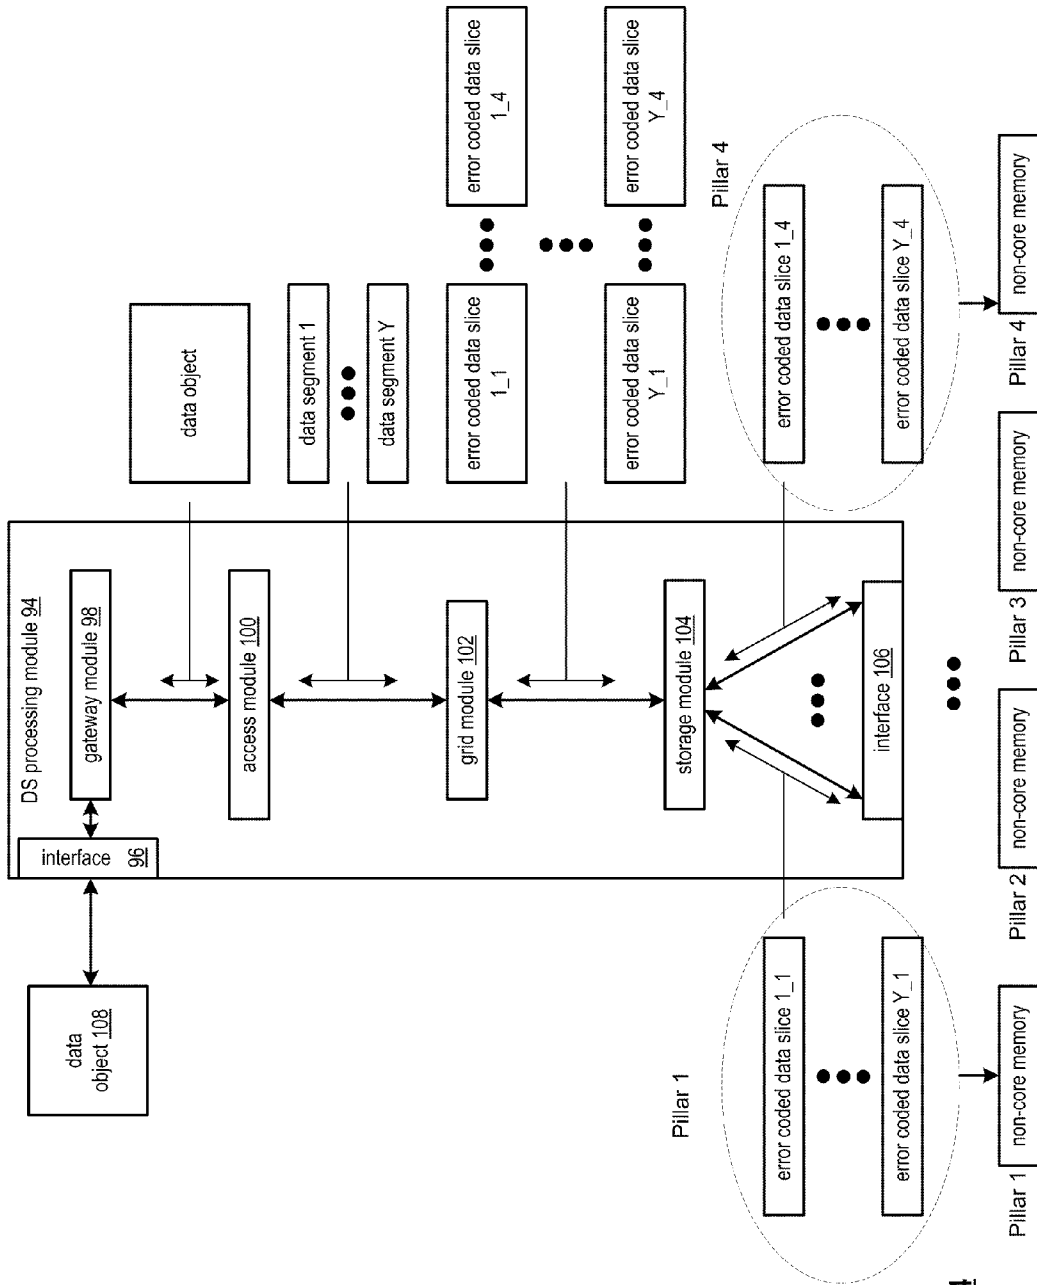 data
object 108
interface 96
DS processing module 94
gateway module 98
data object
access module 100
data segment 1
data segment Y
grid module 102
error coded data slice
1_1
error coded data slice
1_4
error coded data slice
Y_1
error coded data slice
Y_4
storage module 104
Pillar 1
error coded data slice 1_1
error coded data slice Y_1
Pillar 4
error coded data slice 1_4
error coded data slice Y_4
interface 106
Pillar 1
non-core memory
Pillar 2
non-core memory
Pillar 3
non-core memory
Pillar 4
non-core memory